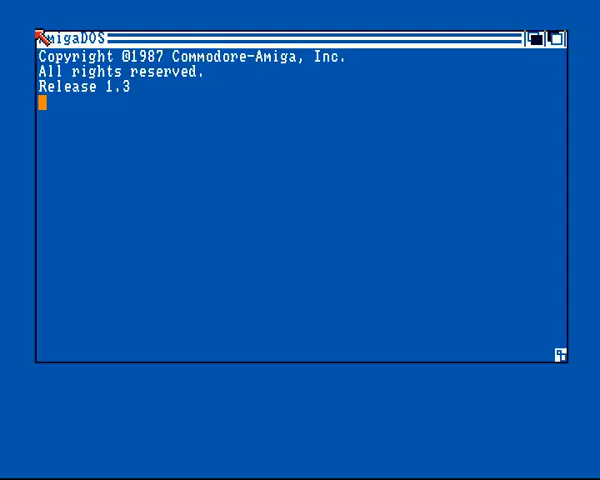 AmigaDOS
Copyright @1987 Commodore-Amiga, Inc.
All rights reserved.
Release 1.3